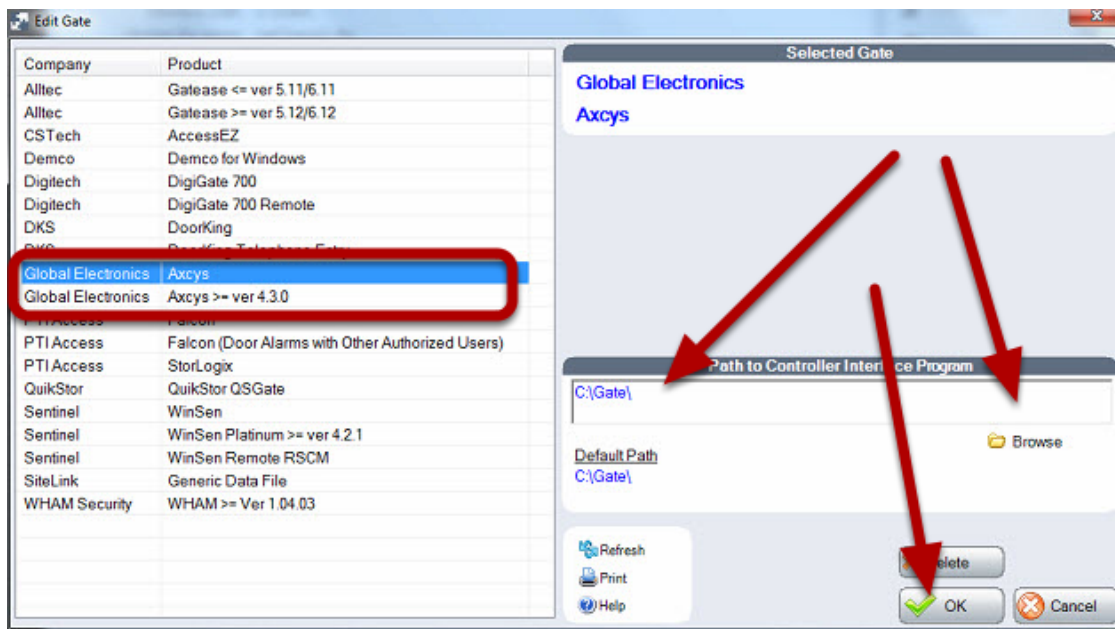 Edit Gate
Company Product
Alltec Gatease <= ver 5.11/6.11
Alltec Gatease >= ver 5.12/6.12
CSTech AccessEZ
Demco Demco for Windows
Digitech DigiGate 700
Digitech DigiGate 700 Remote
DKS DoorKing
Global Electronics Axcys
Global Electronics Axcys >= ver 4.3.0
PTI Access Falcon (Door Alarms with Other Authorized Users)
PTI Access StorLogix
QuikStor QuikStor QSGate
Sentinel WinSen
Sentinel WinSen Platinum >= ver 4.2.1
Sentinel WinSen Remote RSCM
SiteLink Generic Data File
WHAM Security WHAM >= Ver 1.04.03
Selected Gate
Global Electronics
Axcys
Path to Controller Program
C:\Gate\
Browse
Default Path
C:\Gate\
Refresh
Print
Help
OK
Cancel